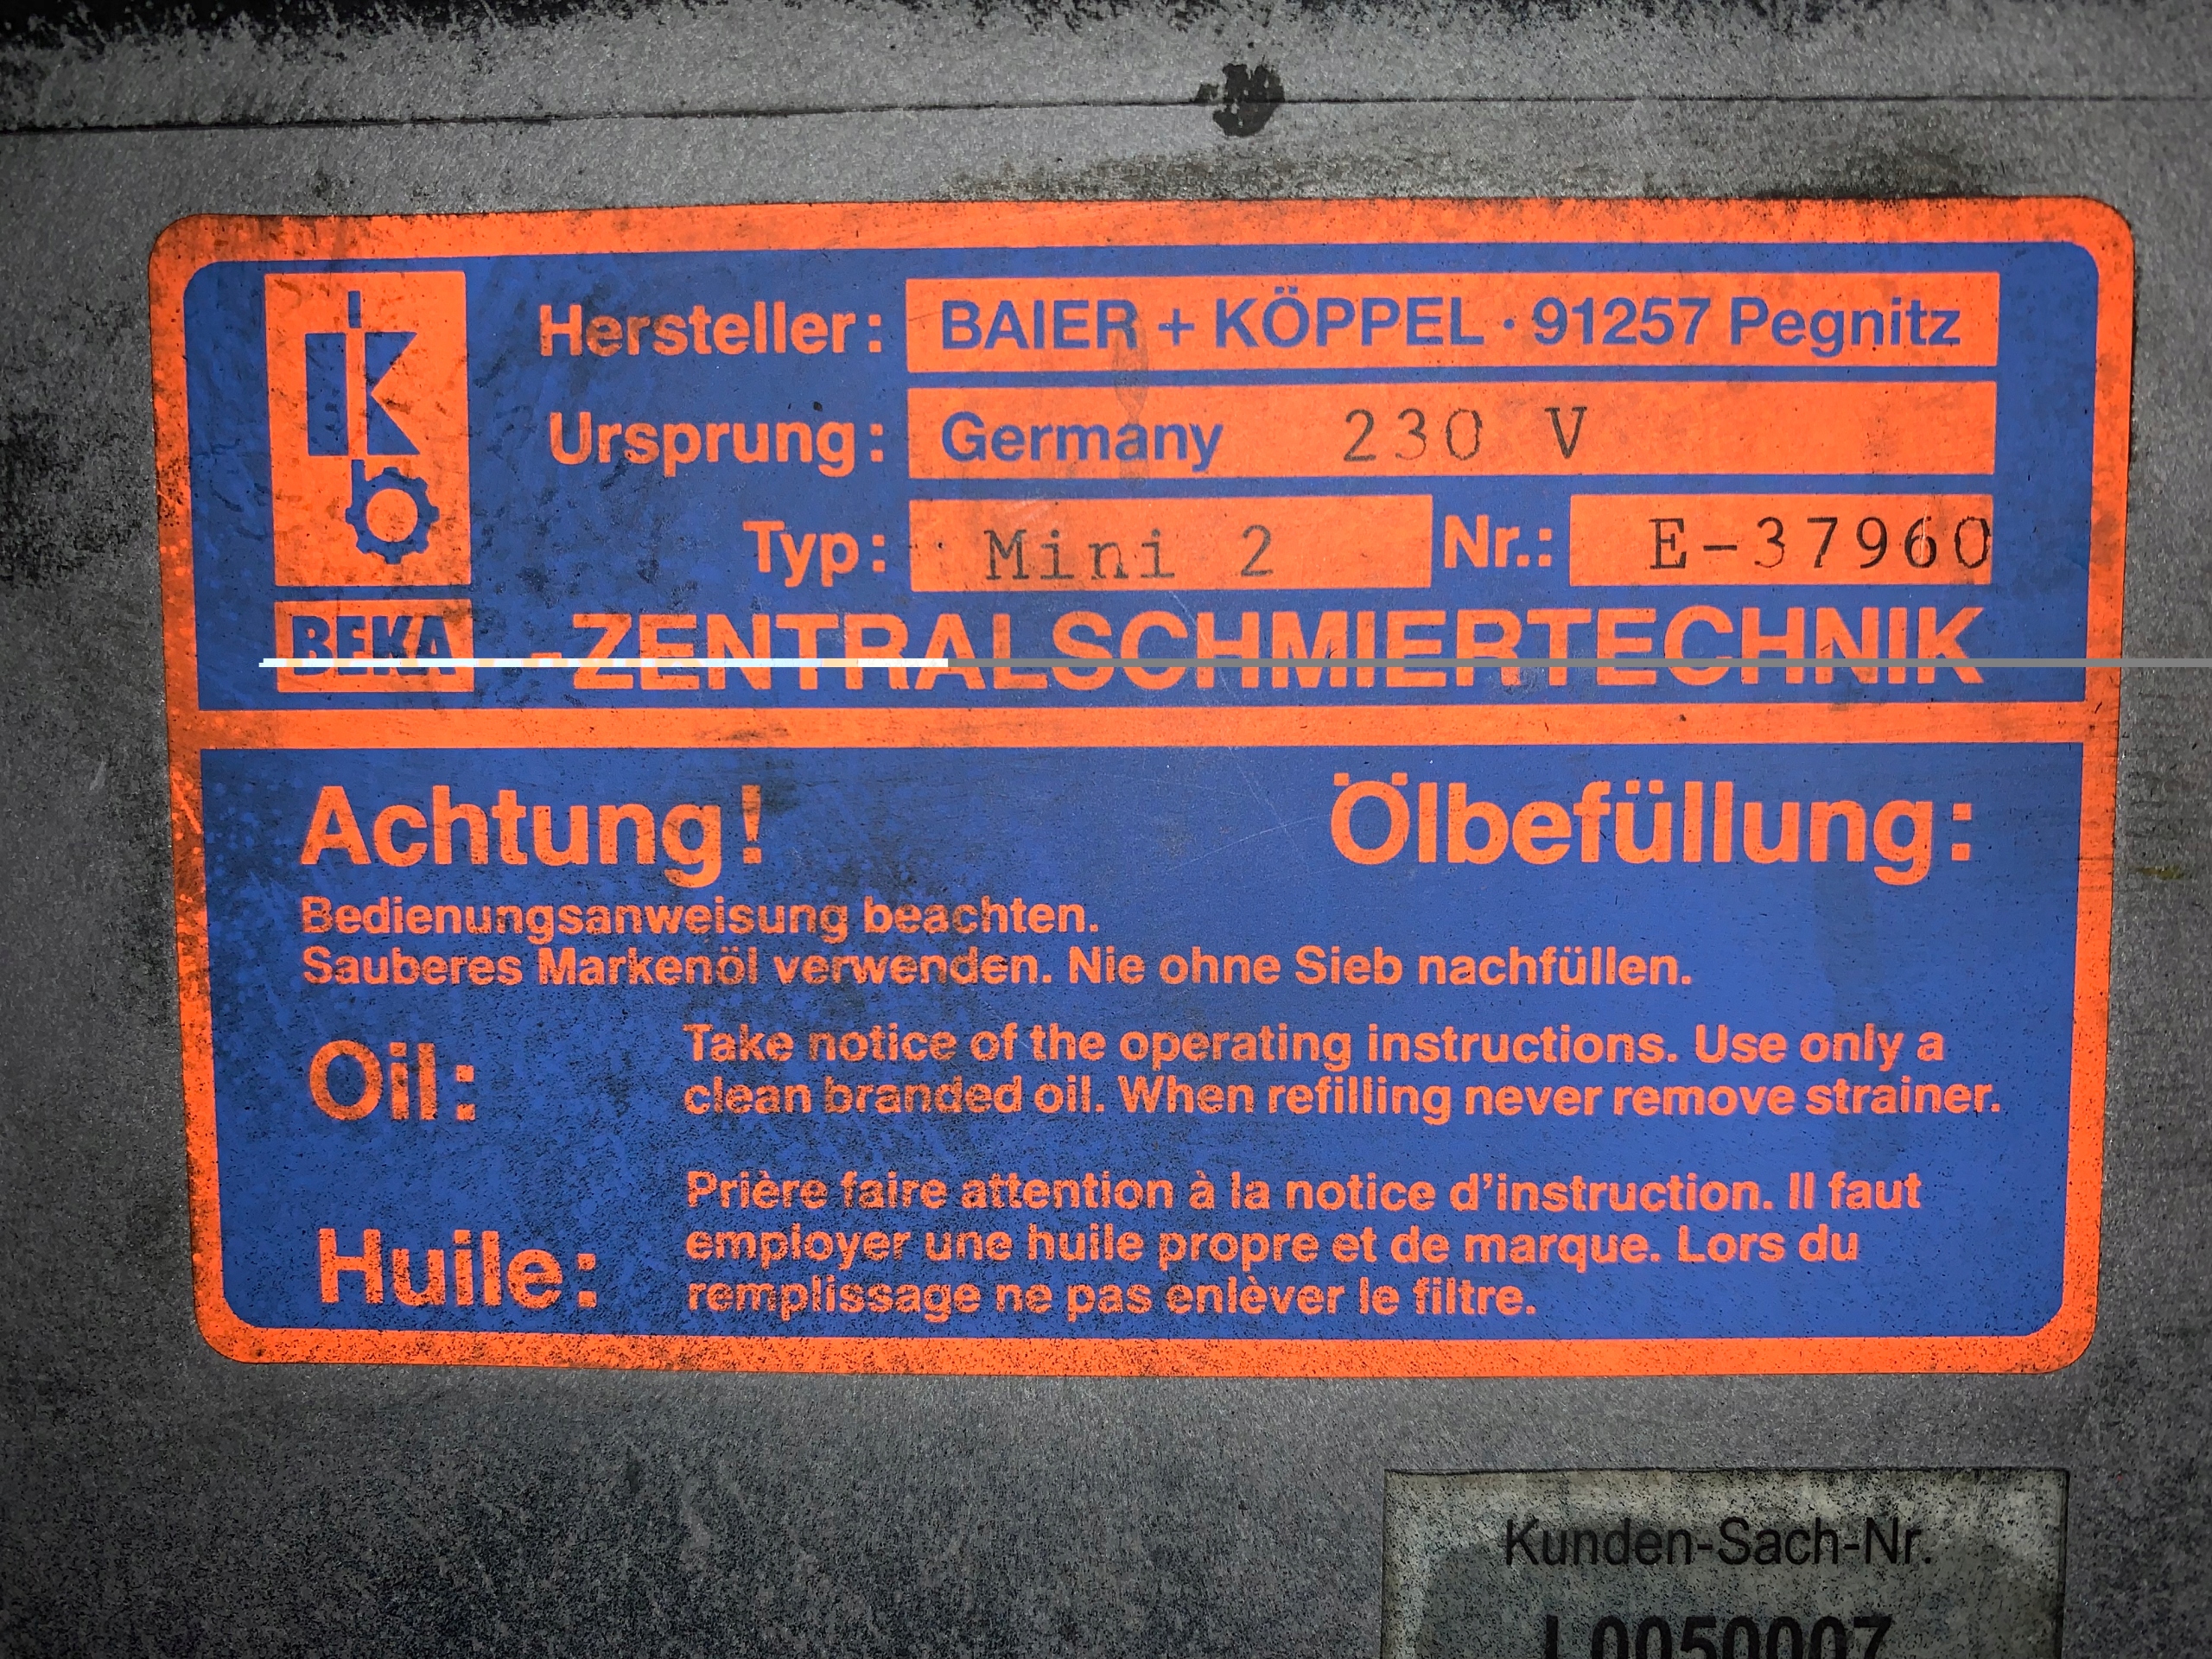 Hersteller: BAIER + KÖPPEL · 91257 Pegnitz
Ursprung: Germany 230 V
Typ: Mini 2 Nr.: E-37960
BEKA -ZENTRALSCHMIERTECHNIK
Achtung! Ölbefüllung:
Bedienungsanweisung beachten.
Sauberes Markenöl verwenden. Nie ohne Sieb nachfüllen.
Oil: Take notice of the operating instructions. Use only a
clean branded oil. When refilling never remove strainer.
Huile: Prière faire attention à la notice d'instruction. Il faut
employer une huile propre et de marque. Lors du
remplissage ne pas enlèver le filtre.
Kunden-Sach-Nr.
L0050007